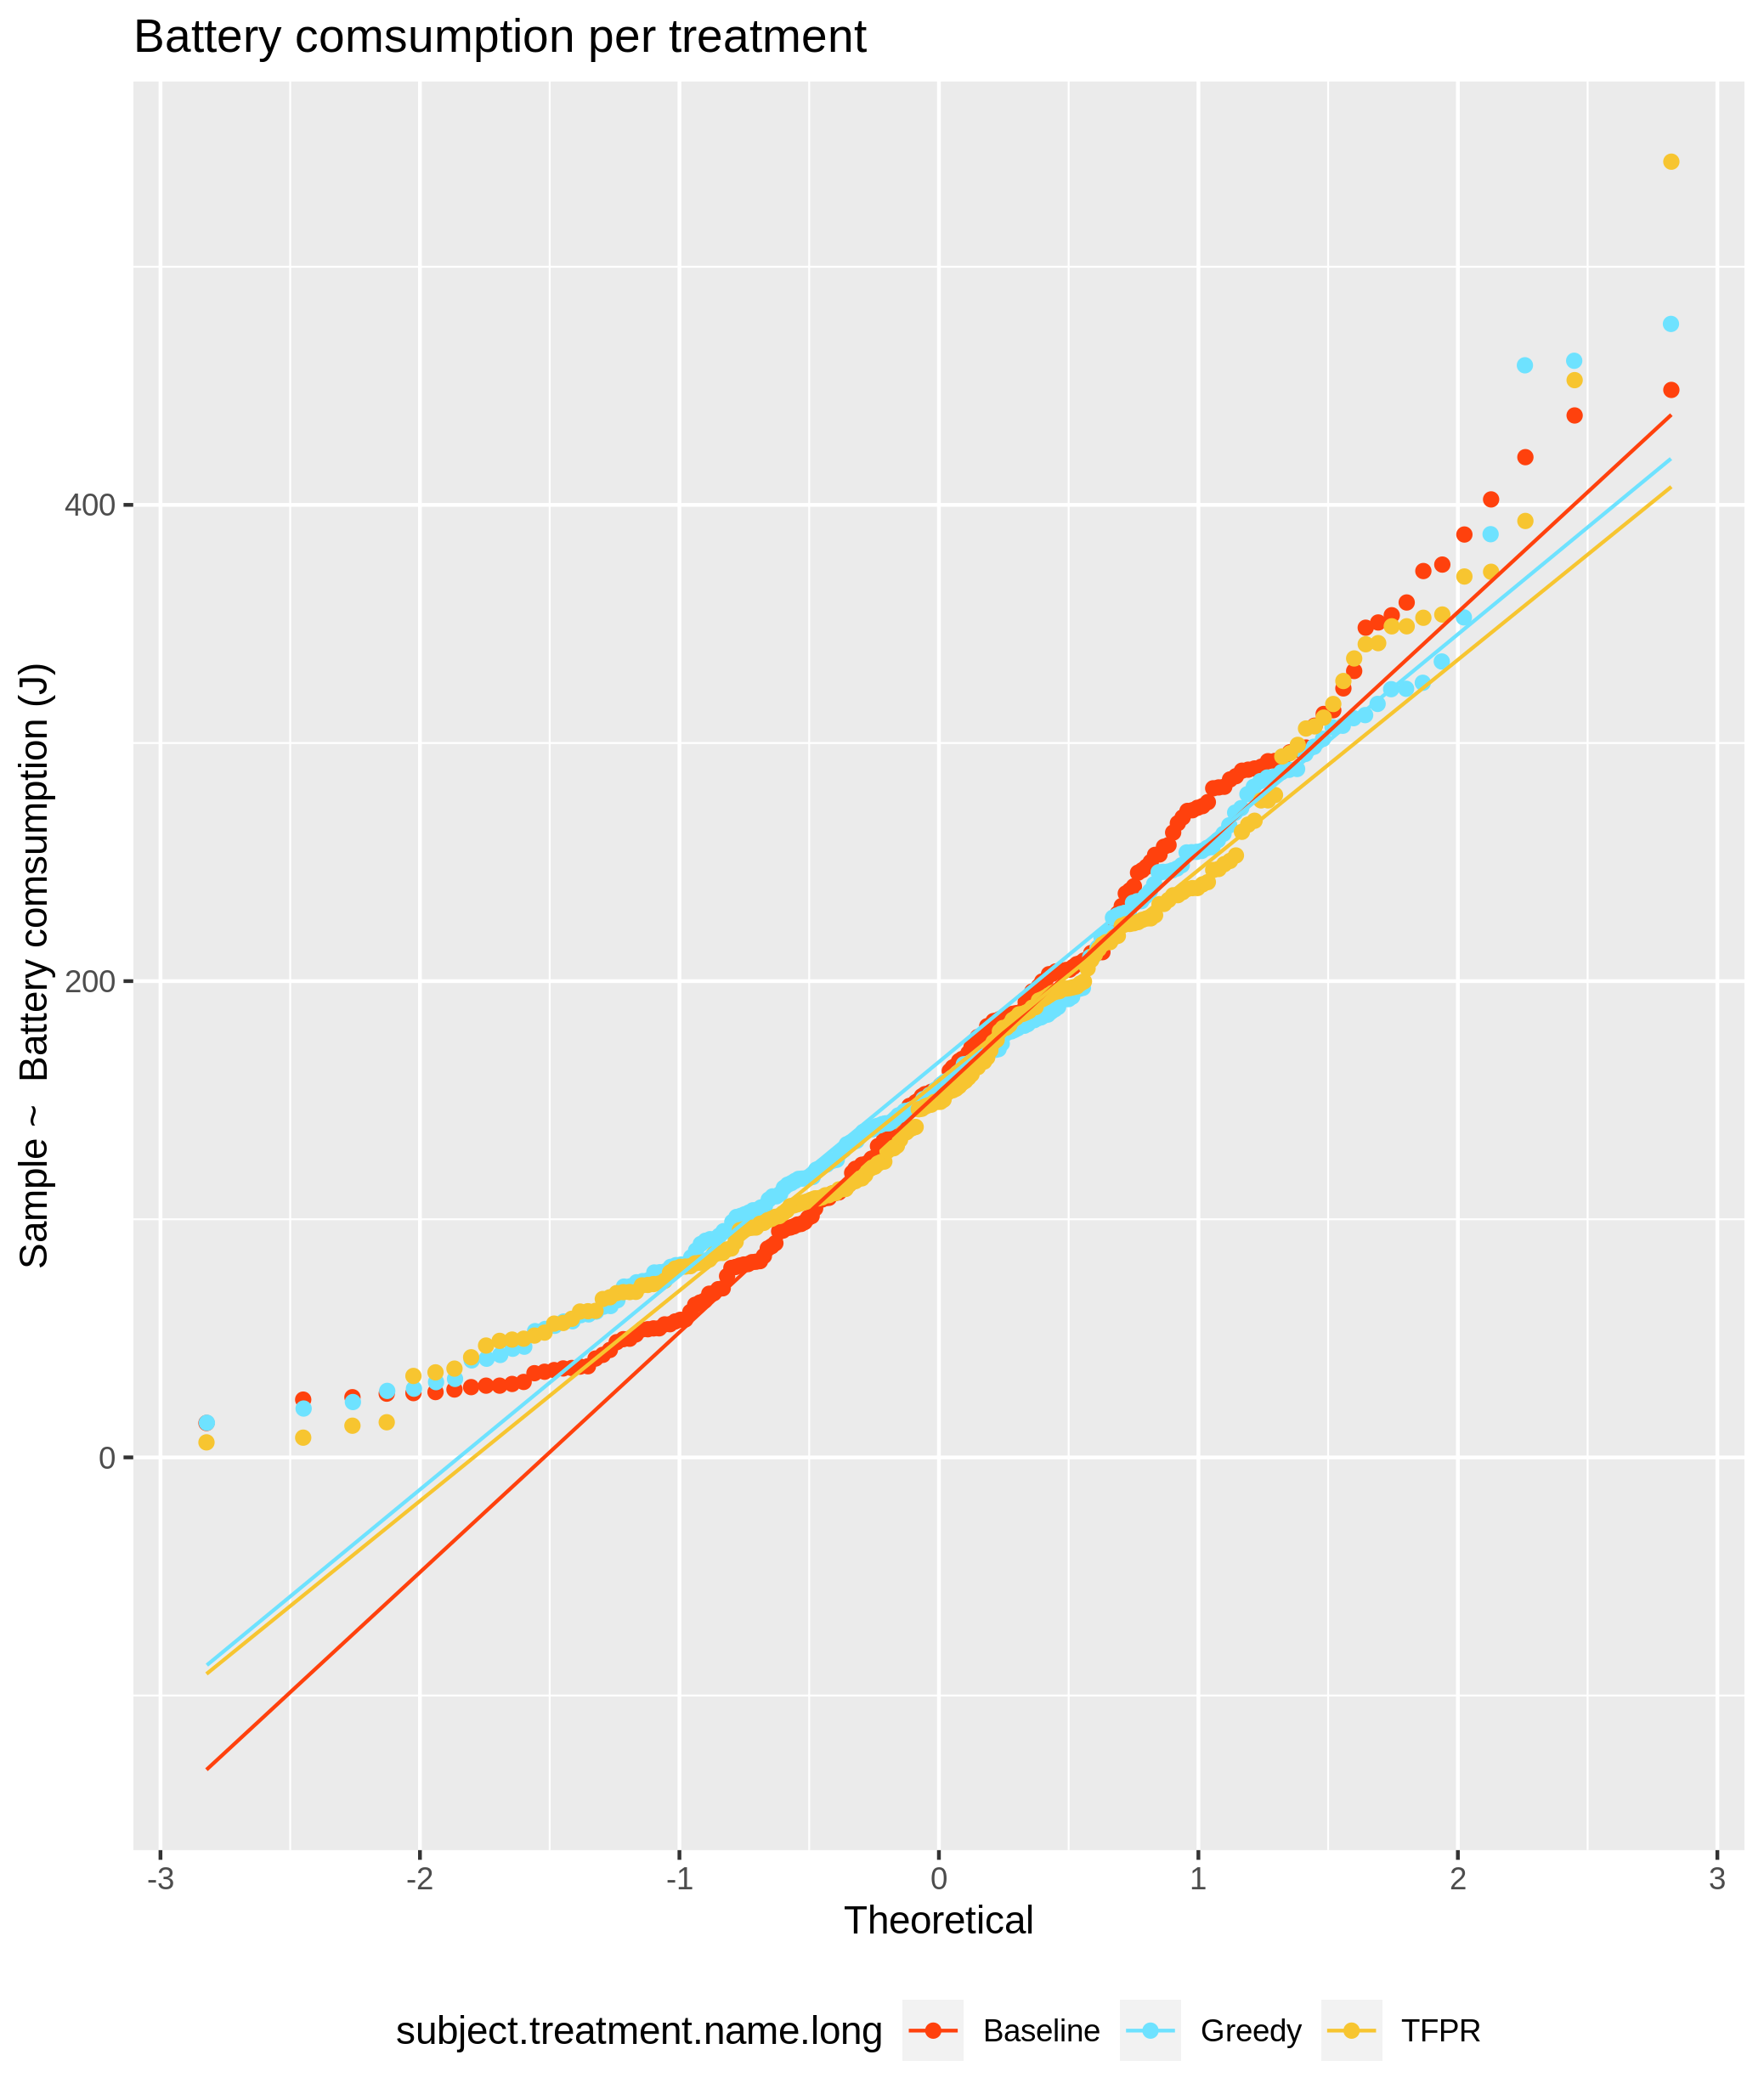 Battery comsumption per treatment
Sample ~  Battery comsumption (J)
400
200
0
-3 -2 -1 0 1 2 3
Theoretical
subject.treatment.name.long Baseline Greedy TFPR